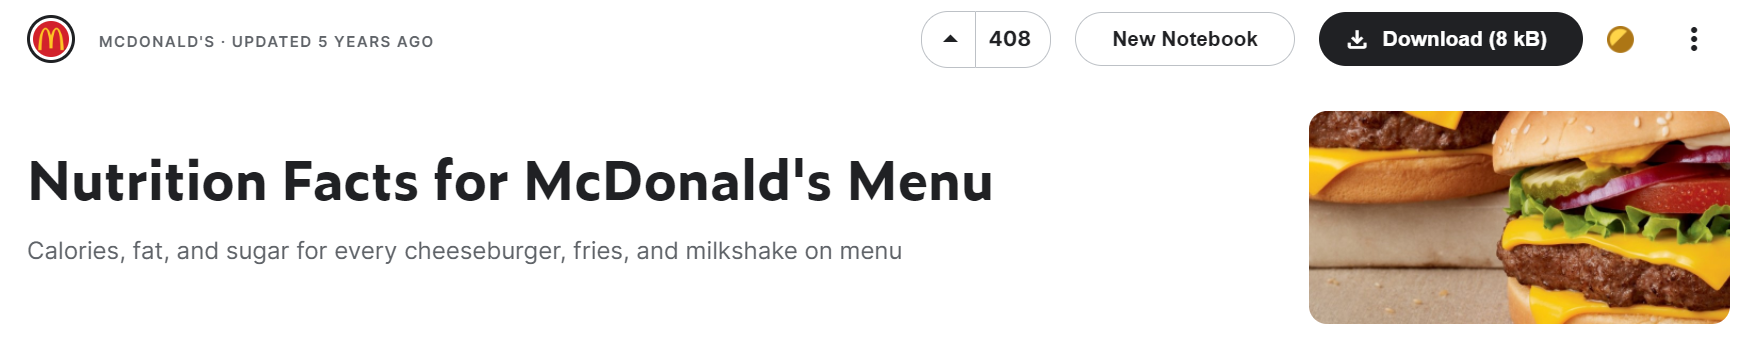 MCDONALD'S · UPDATED 5 YEARS AGO
408
New Notebook
Download (8 kB)
Nutrition Facts for McDonald's Menu
Calories, fat, and sugar for every cheeseburger, fries, and milkshake on menu